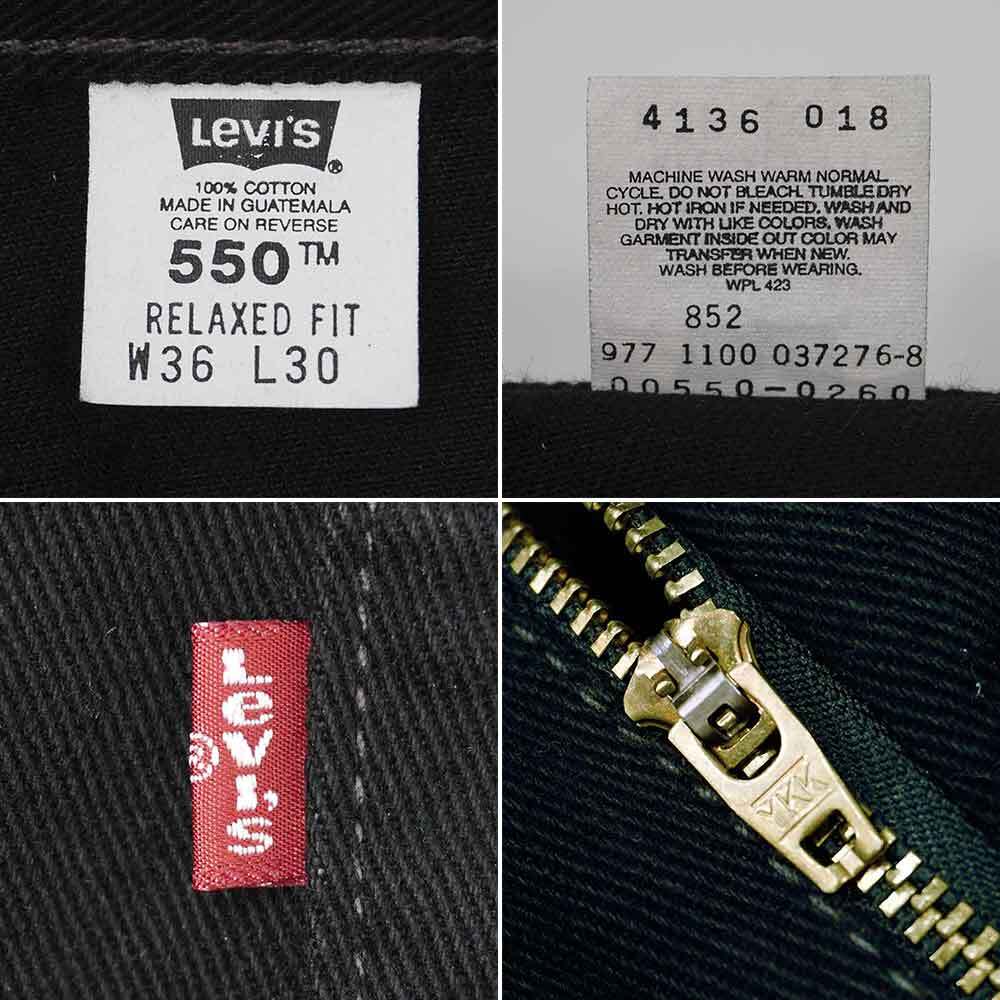 LEVI'S®
100% COTTON
MADE IN GUATEMALA
CARE ON REVERSE
550™
RELAXED FIT
W36 L30
4136 018
MACHINE WASH WARM NORMAL
CYCLE. DO NOT BLEACH. TUMBLE DRY
HOT. HOT IRON IF NEEDED. WASH AND
DRY WITH LIKE COLORS. WASH
GARMENT INSIDE OUT COLOR MAY
TRANSFER WHEN NEW.
WASH BEFORE WEARING.
WPL 423
852
977 1100 037276-8
00550-0260
LEVI'S®
YKK